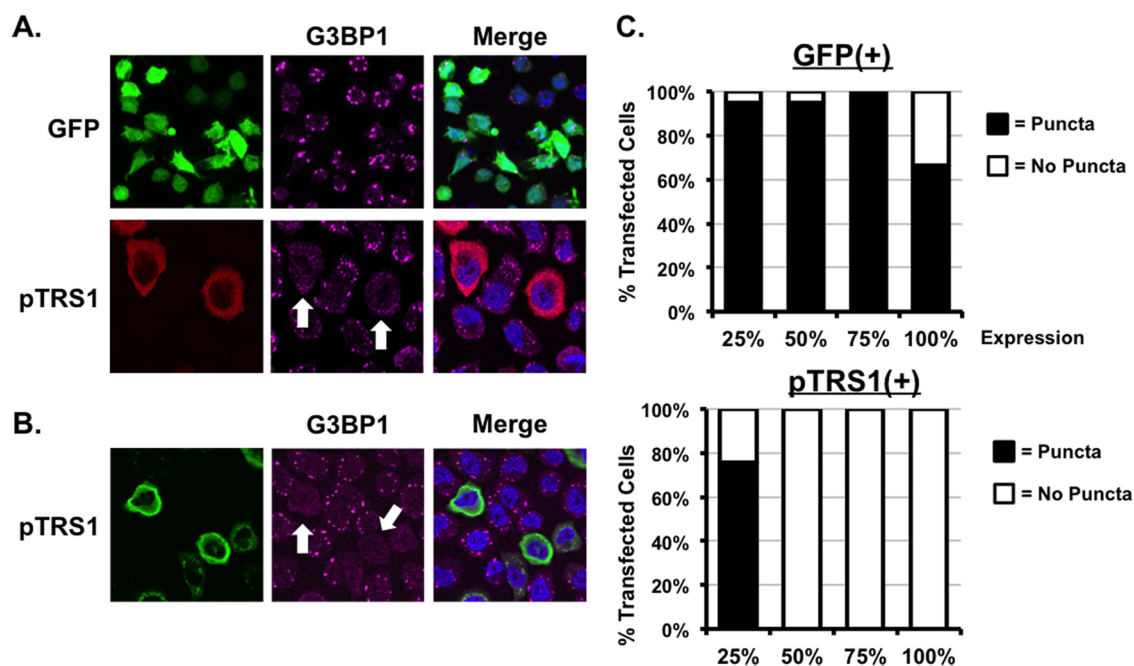 A.
G3BP1 Merge
GFP
pTRS1
B.
G3BP1 Merge
pTRS1
C.
GFP(+)
% Transfected Cells
100%
80%
60%
40%
20%
0%
25% 50% 75% 100% Expression
= Puncta
= No Puncta
pTRS1(+)
% Transfected Cells
100%
80%
60%
40%
20%
0%
25% 50% 75% 100%
= Puncta
= No Puncta